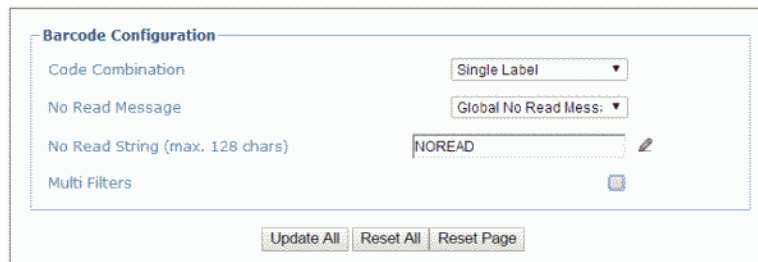 Barcode Configuration
Code Combination Single Label
No Read Message Global No Read Mess
No Read String (max. 128 chars) NOREAD
Multi Filters
Update All Reset All Reset Page